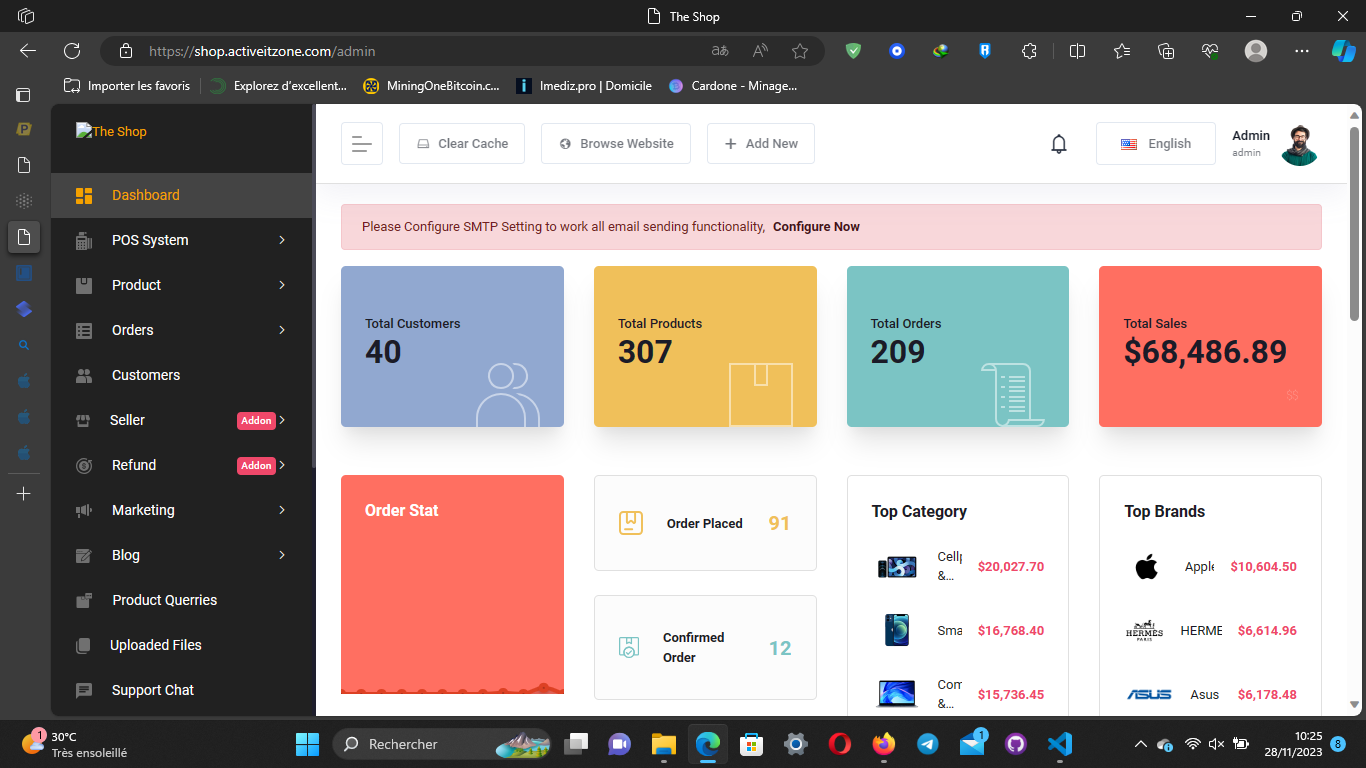 The Shop
https://shop.activeitzone.com/admin
Importer les favoris
Explorez d'excellent...
MiningOneBitcoin.c...
Imediz.pro | Domicile
Cardone - Minage...
The Shop
Clear Cache
Browse Website
Add New
English
Admin
admin
Dashboard
POS System
Product
Orders
Customers
Seller Addon
Refund Addon
Marketing
Blog
Product Querries
Uploaded Files
Support Chat
Please Configure SMTP Setting to work all email sending functionality, Configure Now
Total Customers
40
Total Products
307
Total Orders
209
Total Sales
$68,486.89
$$
Order Stat
Order Placed 91
Confirmed
Order
12
Top Category
Cellp
&...
$20,027.70
Sma $16,768.40
Com
&...
$15,736.45
Top Brands
Apple $10,604.50
HERMÈS
PARIS
HERME $6,614.96
ASUS
Asus $6,178.48
1
30°C
Très ensoleillé
Rechercher
1
10:25
28/11/2023
8